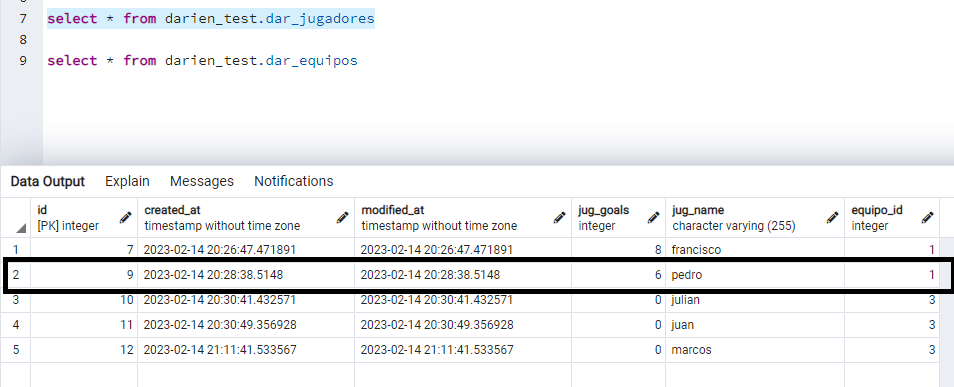 7 select * from darien_test.dar_jugadores
8
9 select * from darien_test.dar_equipos
Data Output Explain Messages Notifications
id created_at modified_at jug_goals jug_name equipo_id
[PK] integer timestamp without time zone timestamp without time zone integer character varying (255) integer
1 7 2023-02-14 20:26:47.471891 2023-02-14 20:26:47.471891 8 francisco 1
2 9 2023-02-14 20:28:38.5148 2023-02-14 20:28:38.5148 6 pedro 1
3 10 2023-02-14 20:30:41.432571 2023-02-14 20:30:41.432571 0 julian 3
4 11 2023-02-14 20:30:49.356928 2023-02-14 20:30:49.356928 0 juan 3
5 12 2023-02-14 21:11:41.533567 2023-02-14 21:11:41.533567 0 marcos 3